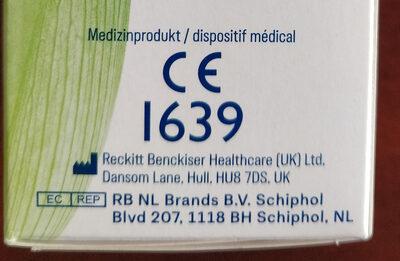 Medizinprodukt / dispositif médical
CE
1639
Reckitt Benckiser Healthcare (UK) Ltd,
Dansom Lane, Hull, HU8 7DS, UK
EC REP RB NL Brands B.V. Schiphol
Blvd 207, 1118 BH Schiphol, NL